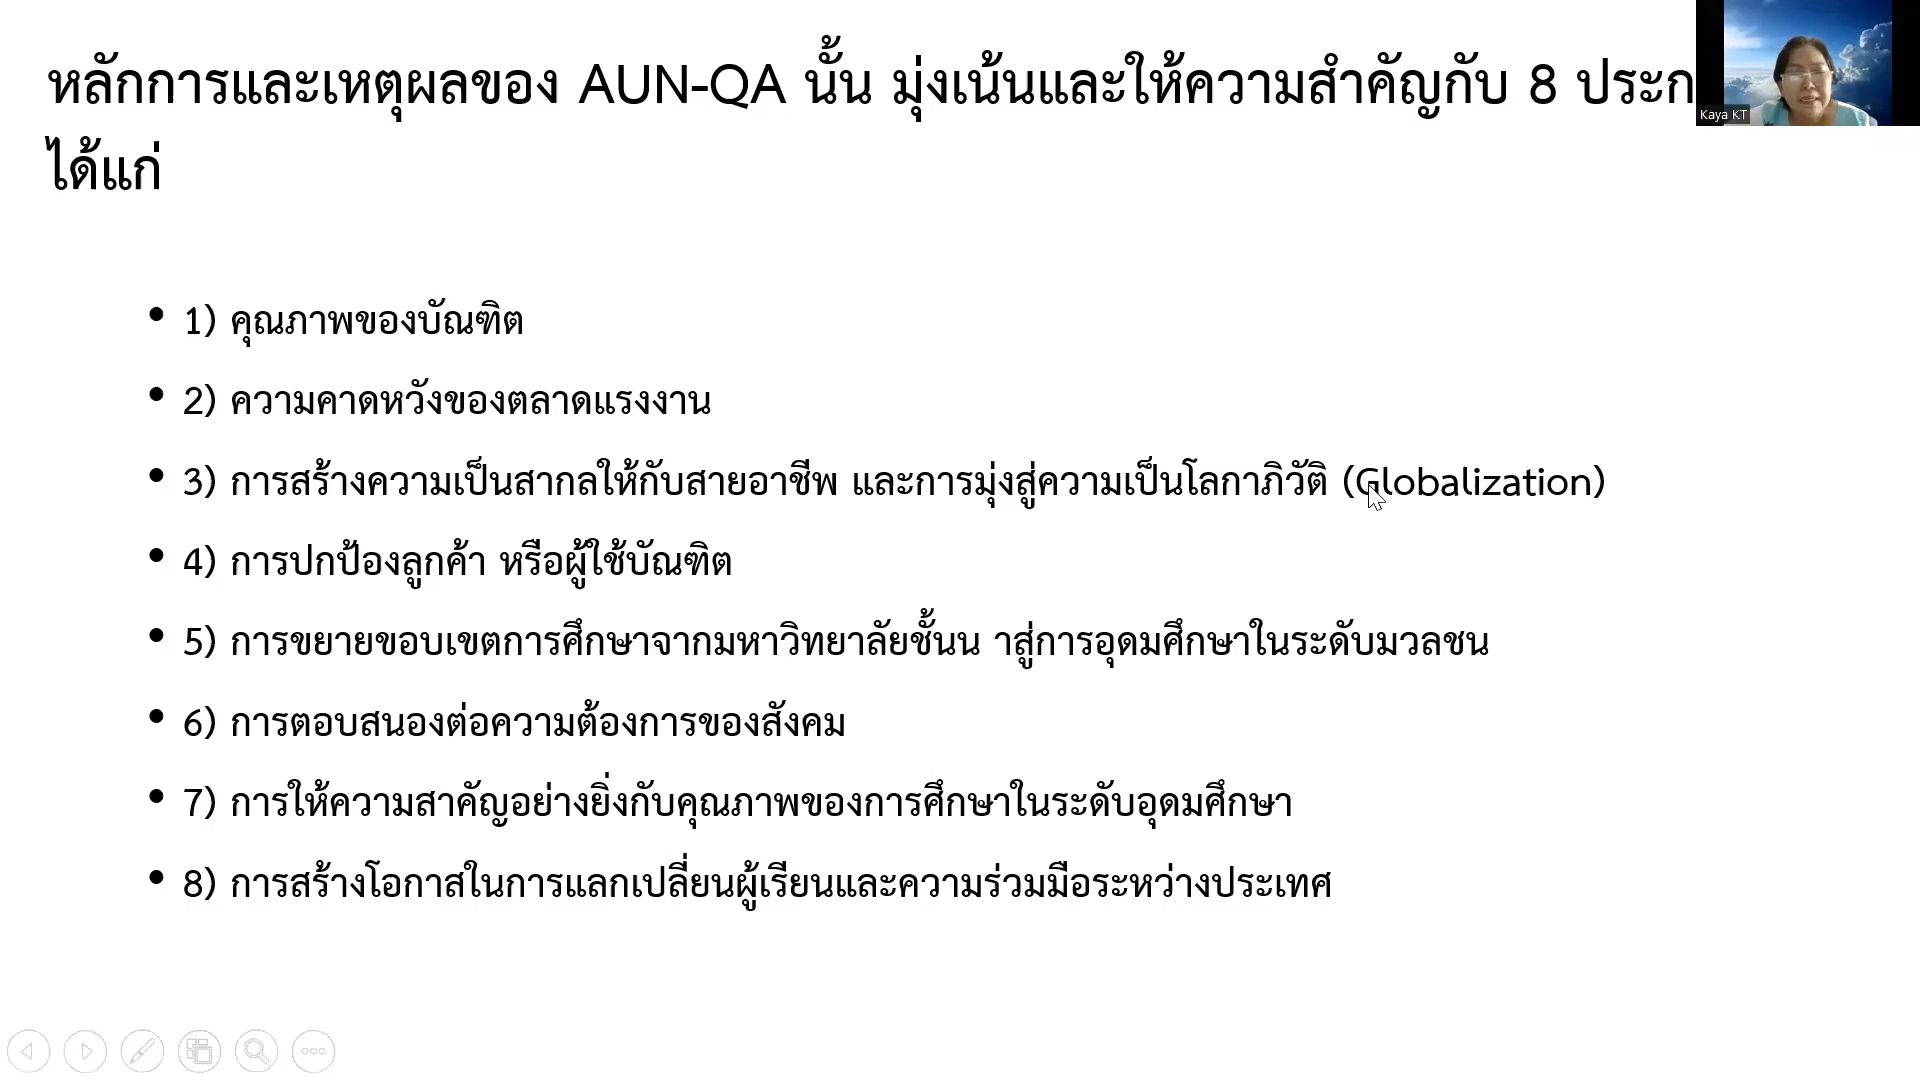 หลักการและเหตุผลของ AUN-QA นั้น มุ่งเน้นและให้ความสำคัญกับ 8 ประก
ได้แก่
Kaya KT
• 1) คุณภาพของบัณฑิต
• 2) ความคาดหวังของตลาดแรงงาน
• 3) การสร้างความเป็นสากลให้กับสายอาชีพ และการมุ่งสู่ความเป็นโลกาภิวัติ (Globalization)
• 4) การปกป้องลูกค้า หรือผู้ใช้บัณฑิต
• 5) การขยายขอบเขตการศึกษาจากมหาวิทยาลัยชั้นน าสู่การอุดมศึกษาในระดับมวลชน
• 6) การตอบสนองต่อความต้องการของสังคม
• 7) การให้ความสาคัญอย่างยิ่งกับคุณภาพของการศึกษาในระดับอุดมศึกษา
• 8) การสร้างโอกาสในการแลกเปลี่ยนผู้เรียนและความร่วมมือระหว่างประเทศ